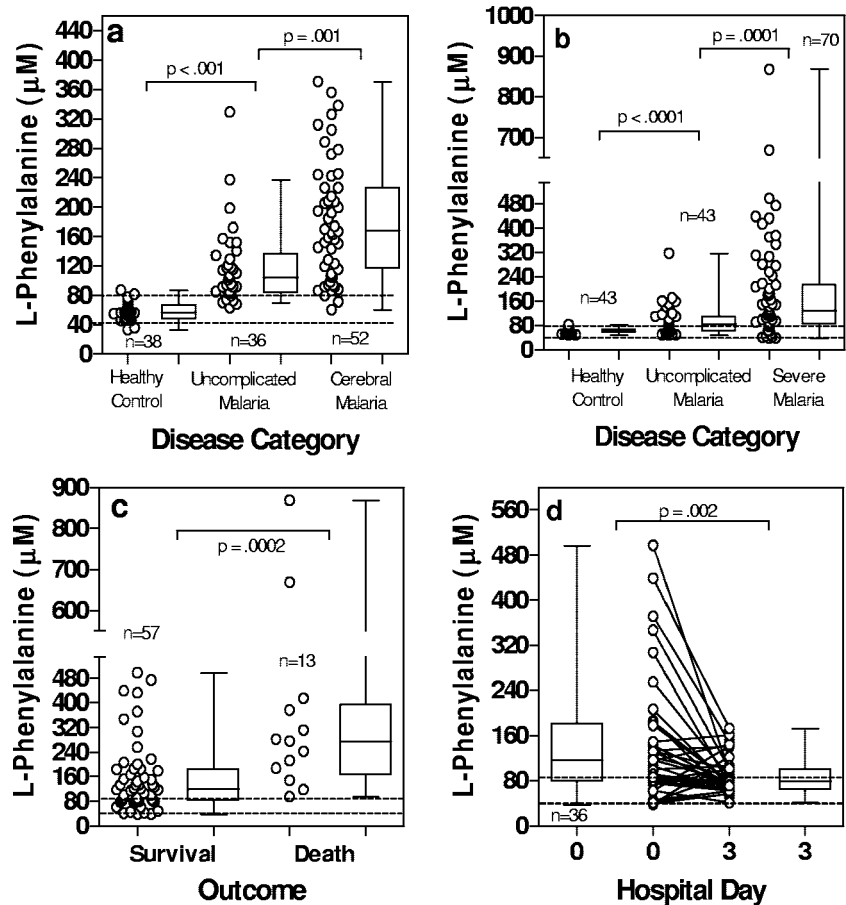 a
L-Phenylalanine (μM)
440
400
360
320
280
240
200
160
120
80
40
0
p < .001
p = .001
n=38
n=36
n=52
Healthy Control
Uncomplicated Malaria
Cerebral Malaria
Disease Category
b
L-Phenylalanine (μM)
1000
900
800
700
480
400
320
240
160
80
0
p < .0001
p = .0001
n=70
n=43
n=43
Healthy Control
Uncomplicated Malaria
Severe Malaria
Disease Category
c
L-Phenylalanine (μM)
900
800
700
600
480
400
320
240
160
80
0
p = .0002
n=57
n=13
Survival
Death
Outcome
d
L-Phenylalanine (μM)
560
480
400
320
240
160
80
0
p = .002
n=36
0
0
3
3
Hospital Day